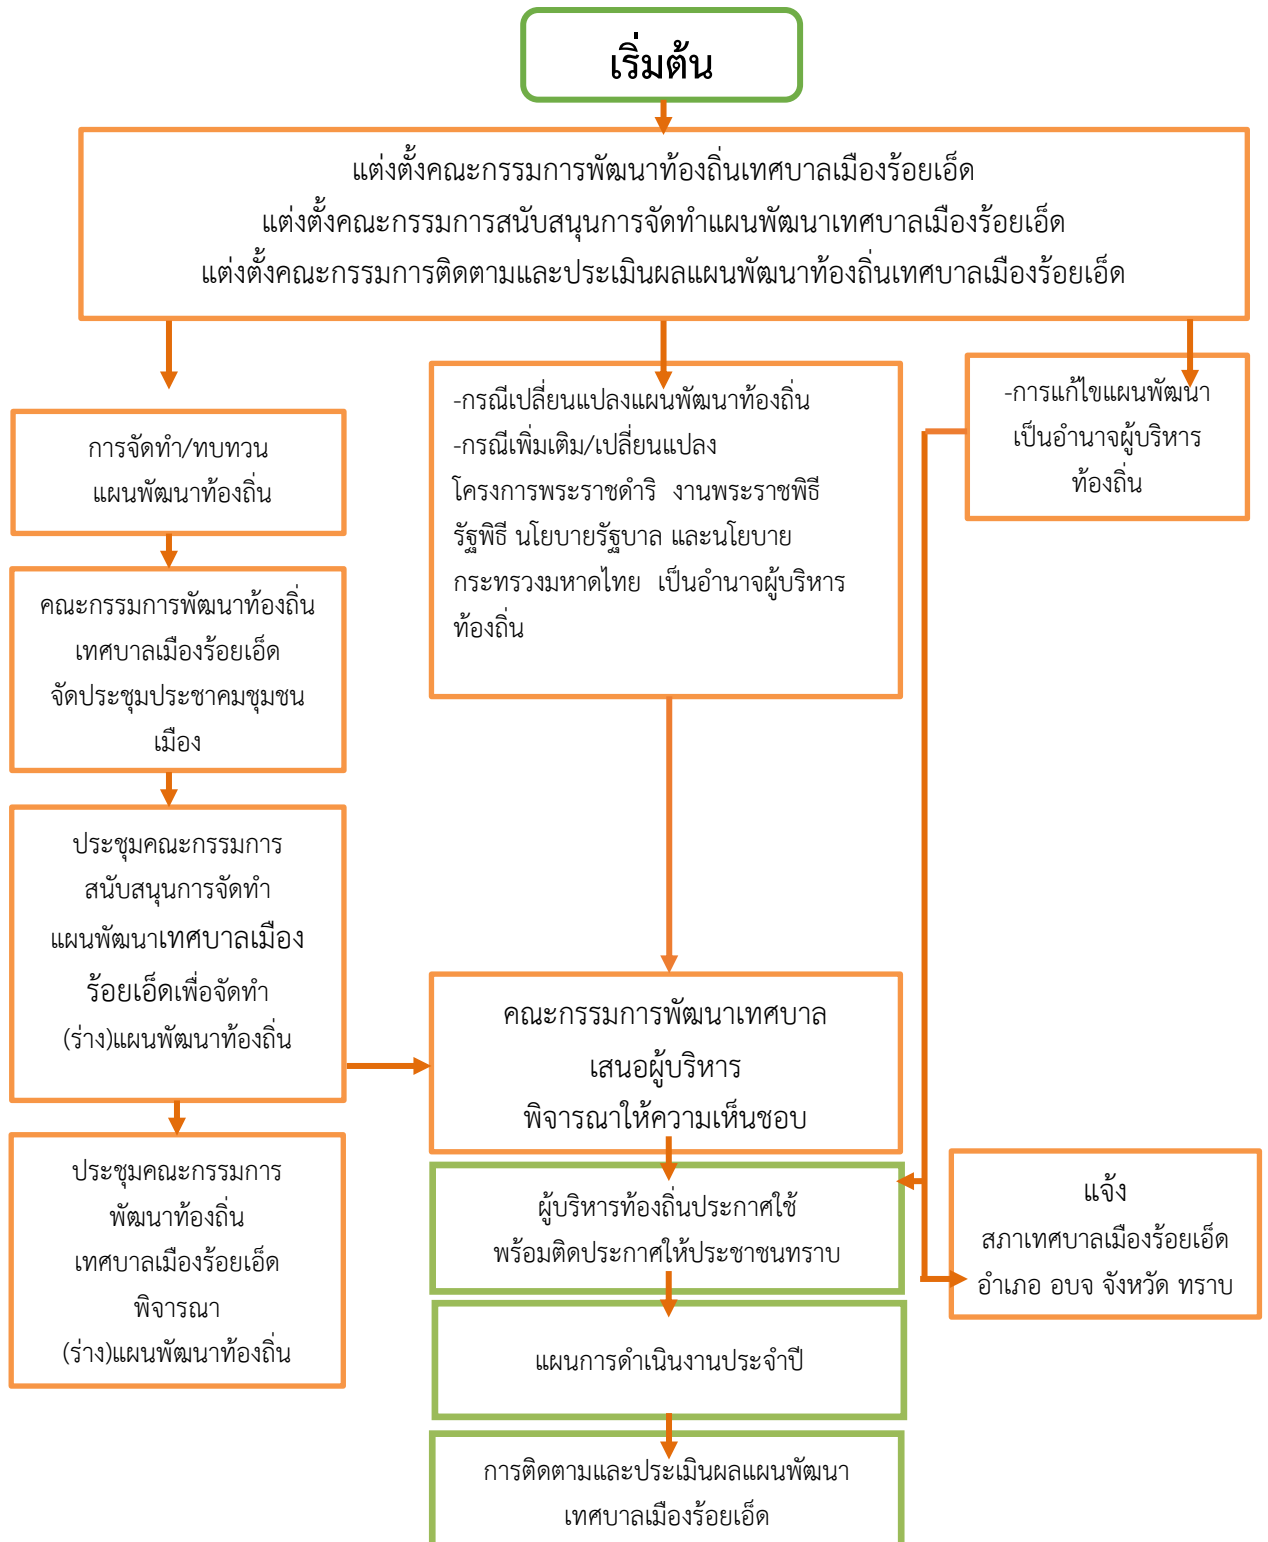 เริ่มต้น
แต่งตั้งคณะกรรมการพัฒนาท้องถิ่นเทศบาลเมืองร้อยเอ็ด
แต่งตั้งคณะกรรมการสนับสนุนการจัดทำแผนพัฒนาเทศบาลเมืองร้อยเอ็ด
แต่งตั้งคณะกรรมการติดตามและประเมินผลแผนพัฒนาท้องถิ่นเทศบาลเมืองร้อยเอ็ด
การจัดทำ/ทบทวน
แผนพัฒนาท้องถิ่น
คณะกรรมการพัฒนาท้องถิ่น
เทศบาลเมืองร้อยเอ็ด
จัดประชุมประชาคมชุมชน
เมือง
ประชุมคณะกรรมการ
สนับสนุนการจัดทำ
แผนพัฒนาเทศบาลเมือง
ร้อยเอ็ดเพื่อจัดทำ
(ร่าง)แผนพัฒนาท้องถิ่น
ประชุมคณะกรรมการ
พัฒนาท้องถิ่น
เทศบาลเมืองร้อยเอ็ด
พิจารณา
(ร่าง)แผนพัฒนาท้องถิ่น
-กรณีเปลี่ยนแปลงแผนพัฒนาท้องถิ่น
-กรณีเพิ่มเติม/เปลี่ยนแปลง
โครงการพระราชดำริ งานพระราชพิธี
รัฐพิธี นโยบายรัฐบาล และนโยบาย
กระทรวงมหาดไทย เป็นอำนาจผู้บริหาร
ท้องถิ่น
-การแก้ไขแผนพัฒนา
เป็นอำนาจผู้บริหาร
ท้องถิ่น
คณะกรรมการพัฒนาเทศบาล
เสนอผู้บริหาร
พิจารณาให้ความเห็นชอบ
ผู้บริหารท้องถิ่นประกาศใช้
พร้อมติดประกาศให้ประชาชนทราบ
แจ้ง
สภาเทศบาลเมืองร้อยเอ็ด
อำเภอ อบจ จังหวัด ทราบ
แผนการดำเนินงานประจำปี
การติดตามและประเมินผลแผนพัฒนา
เทศบาลเมืองร้อยเอ็ด